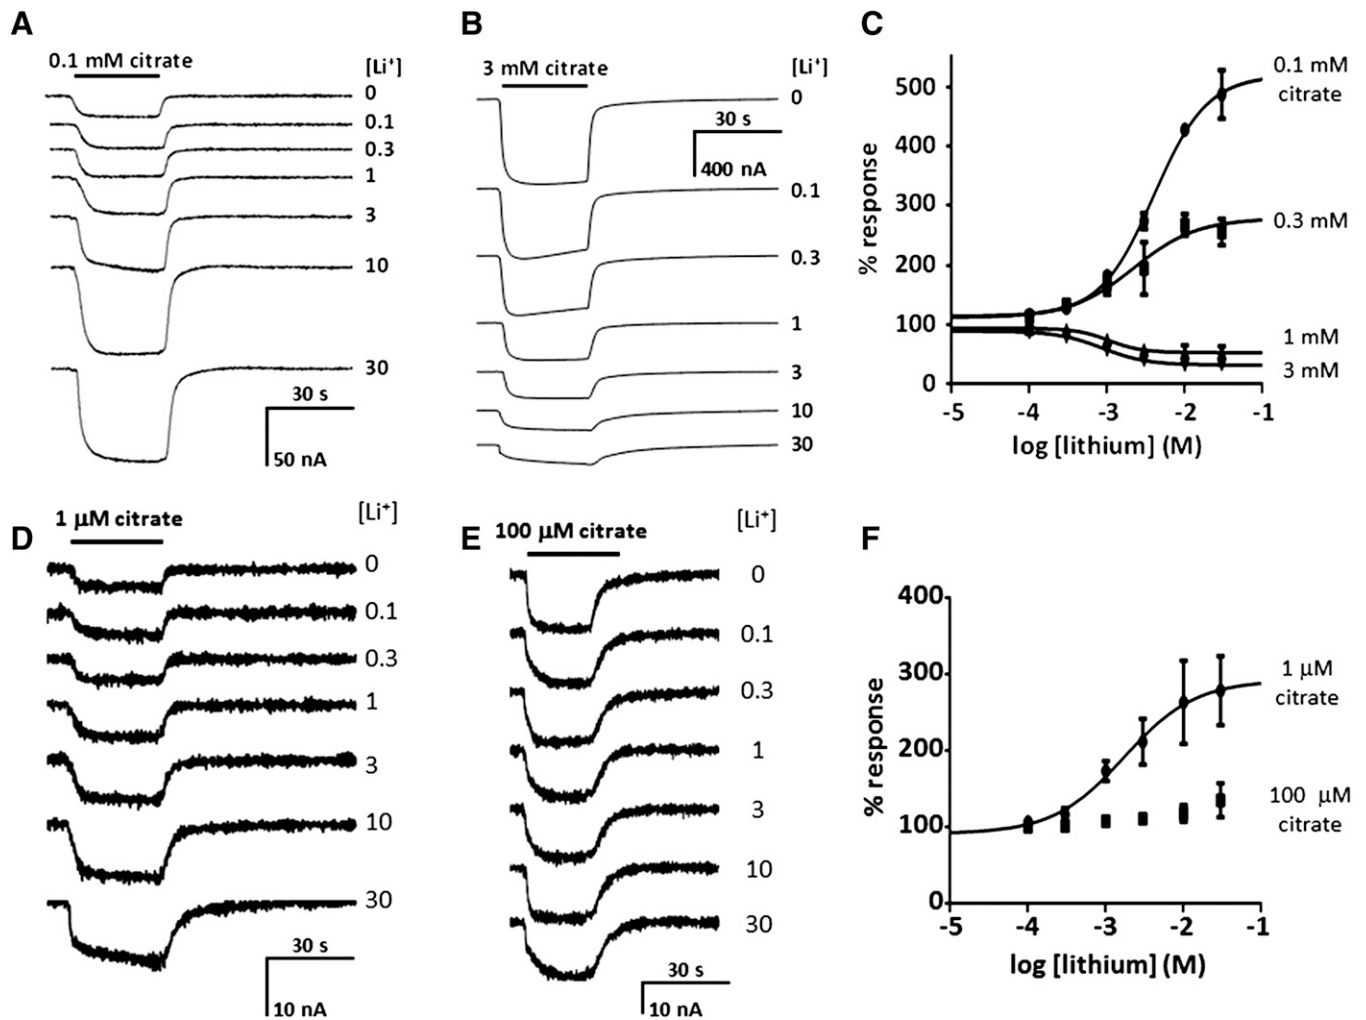 A
0.1 mM citrate
[Li⁺]
0
0.1
0.3
1
3
10
30
30 s
50 nA
B
3 mM citrate
[Li⁺]
0
30 s
400 nA
0.1
0.3
1
3
10
30
C
% response
500
400
300
200
100
0
-5
-4
-3
-2
-1
log [lithium] (M)
0.1 mM
citrate
0.3 mM
1 mM
3 mM
D
1 µM citrate
[Li⁺]
0
0.1
0.3
1
3
10
30
30 s
10 nA
E
100 µM citrate
[Li⁺]
0
0.1
0.3
1
3
10
30
30 s
10 nA
F
% response
400
300
200
100
0
-5
-4
-3
-2
-1
log [lithium] (M)
1 µM
citrate
100 µM
citrate